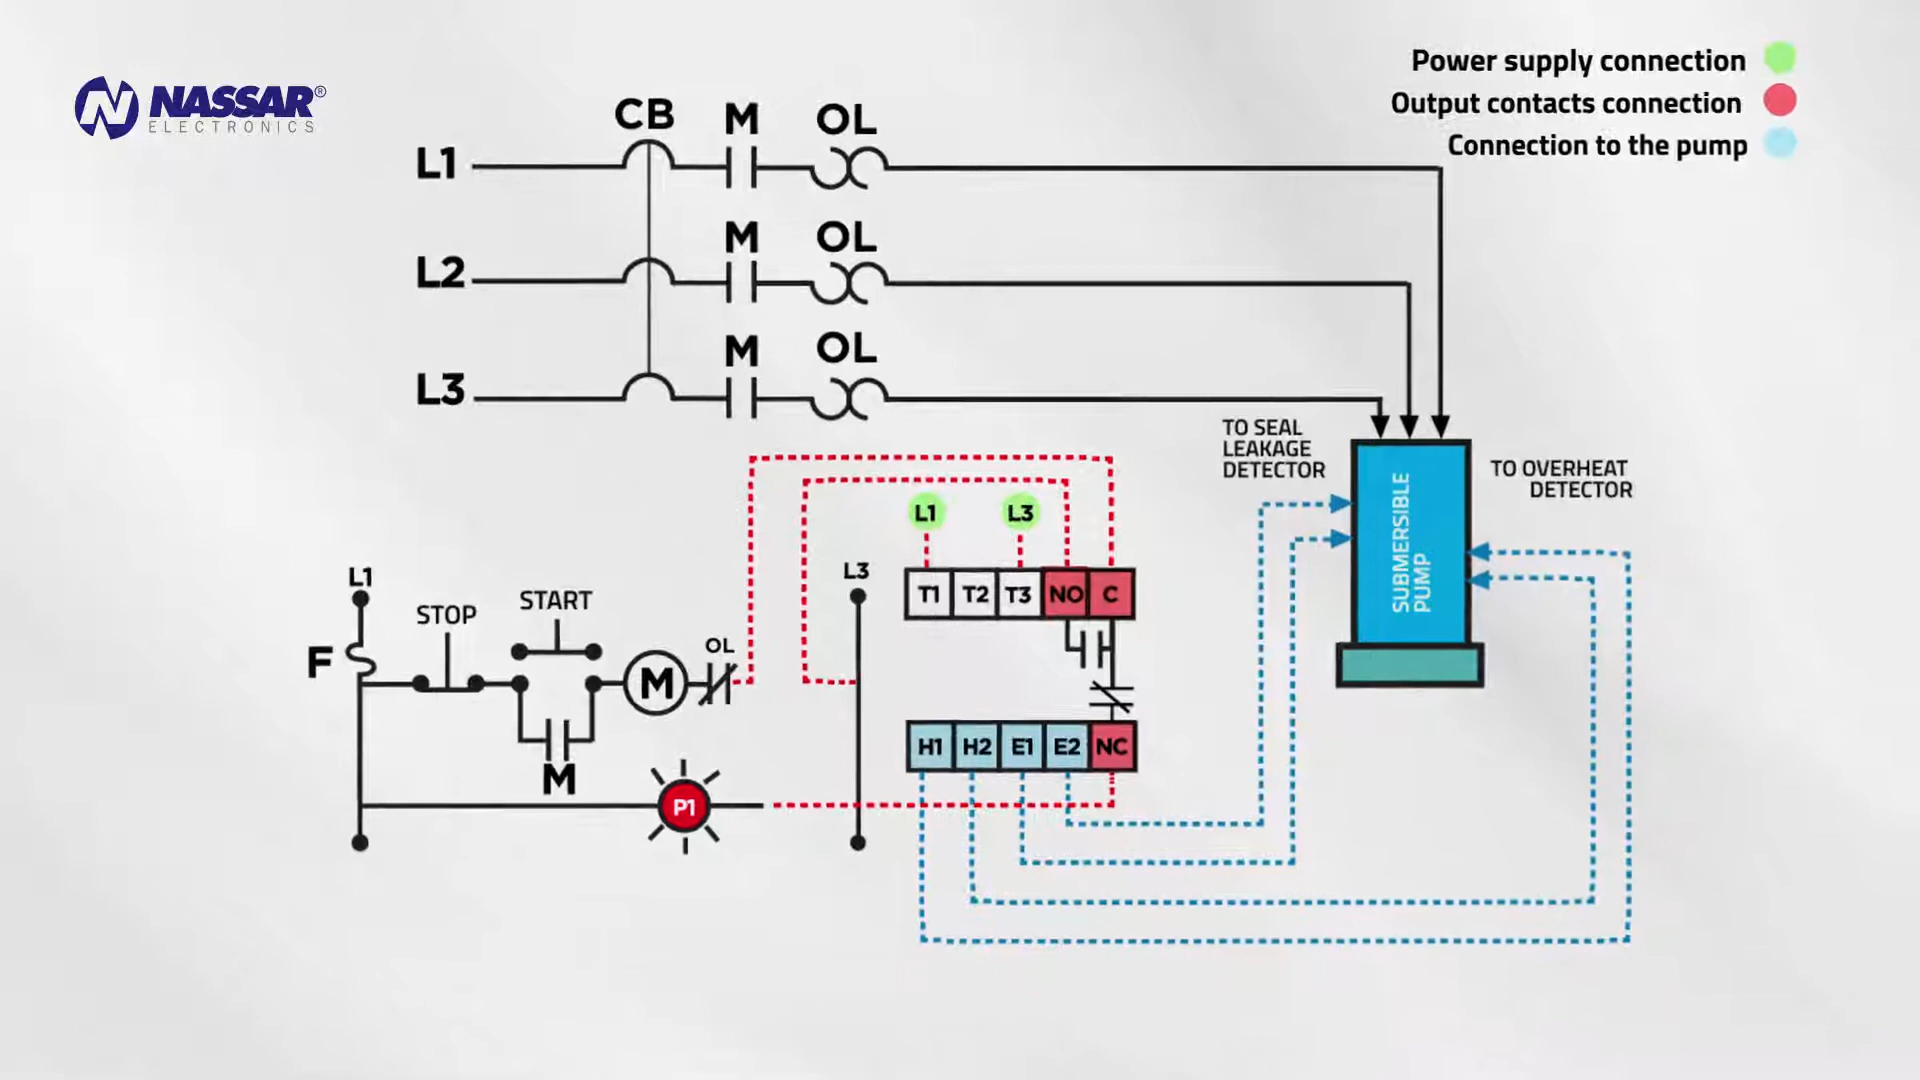 Power supply connection
Output contacts connection
Connection to the pump
NASSAR®
ELECTRONICS
CB M OL
L1
M OL
L2
M OL
L3
TO SEAL
LEAKAGE
DETECTOR
TO OVERHEAT
DETECTOR
SUBMERSIBLE
PUMP
L1 L3
L1
STOP
START
OL
L3
T1 T2 T3 NO C
F
M
M
H1 H2 E1 E2 NC
P1